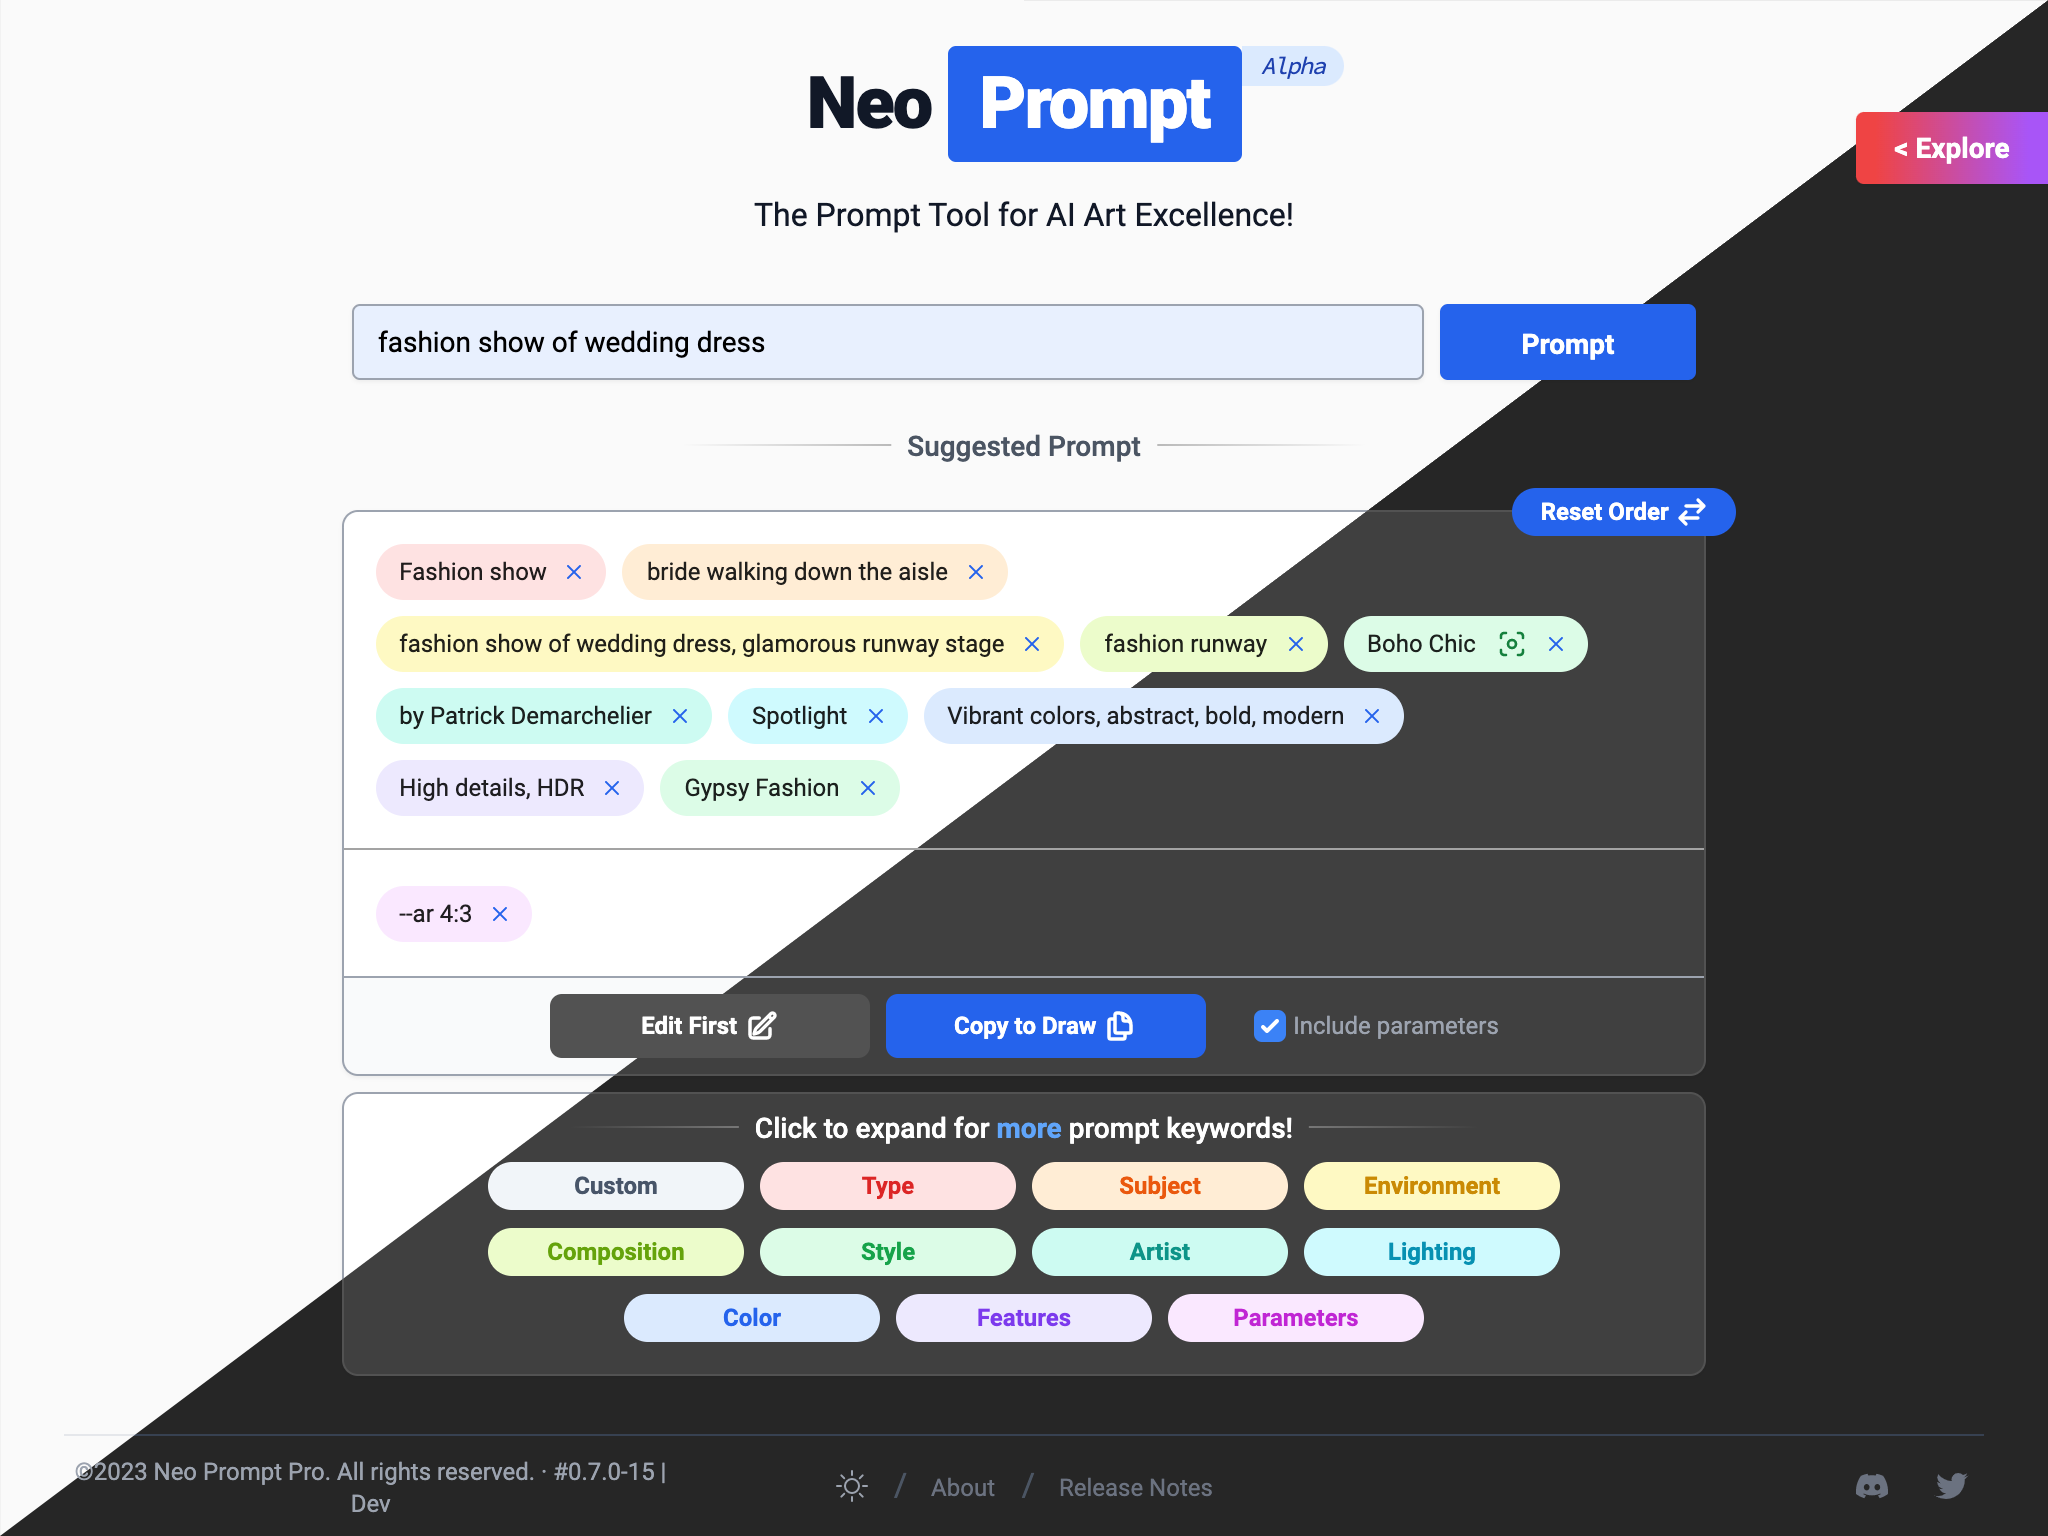 Neo Prompt Alpha
< Explore
The Prompt Tool for AI Art Excellence!
fashion show of wedding dress Prompt
Suggested Prompt
Reset Order
Fashion show bride walking down the aisle
fashion show of wedding dress, glamorous runway stage fashion runway Boho Chic
by Patrick Demarchelier Spotlight Vibrant colors, abstract, bold, modern
High details, HDR Gypsy Fashion
--ar 4:3
Edit First Copy to Draw Include parameters
Click to expand for more prompt keywords!
Custom Type Subject Environment
Composition Style Artist Lighting
Color Features Parameters
©2023 Neo Prompt Pro. All rights reserved. · #0.7.0-15 |
Dev
/ About / Release Notes